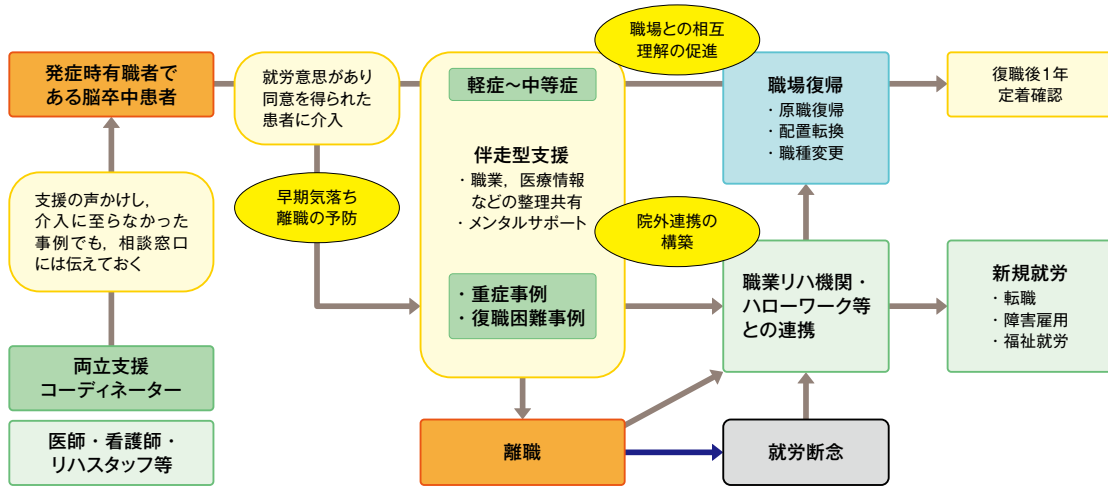 発症時有職者で
ある脳卒中患者
就労意思があり
同意を得られた
患者に介入
早期気落ち
離職の予防
支援の声かけし，
介入に至らなかった
事例でも，相談窓口
には伝えておく
両立支援
コーディネーター
医師・看護師・
リハスタッフ等
軽症～中等症
伴走型支援
・職業，医療情報
などの整理共有
・メンタルサポート
・重症事例
・復職困難事例
離職
職場との相互
理解の促進
職場復帰
・原職復帰
・配置転換
・職種変更
院外連携の
構築
職業リハ機関・
ハローワーク等
との連携
就労断念
復職後1年
定着確認
新規就労
・転職
・障害雇用
・福祉就労